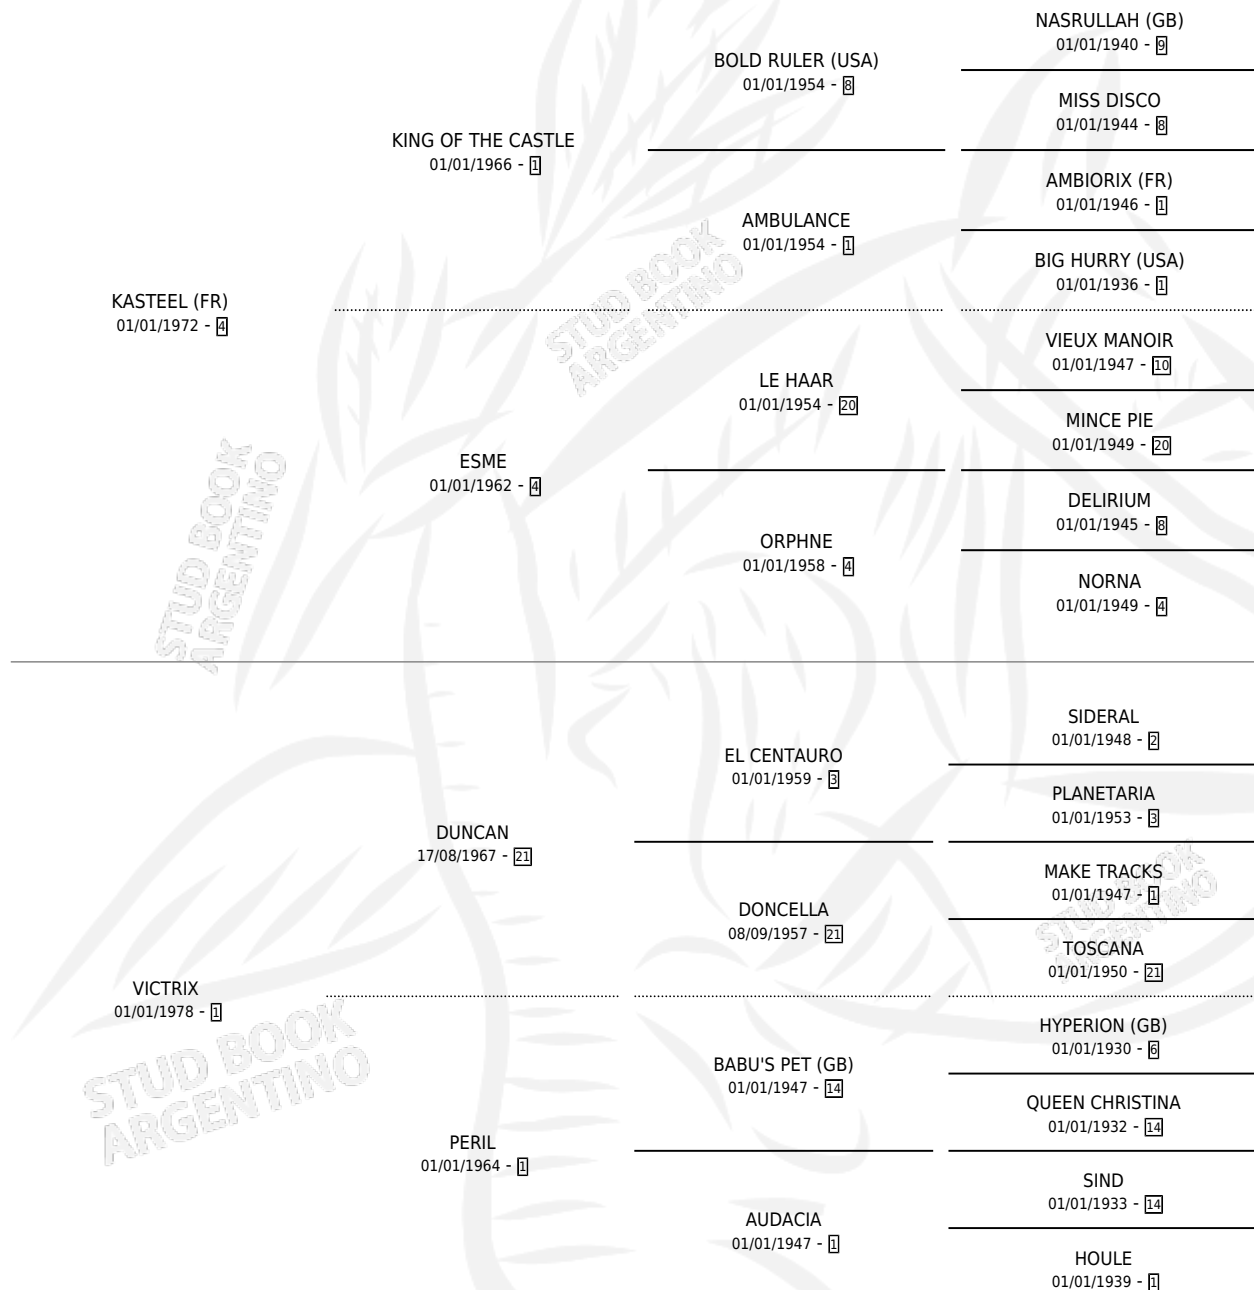 NASRULLAH (GB)
01/01/1940 - 9
BOLD RULER (USA)
01/01/1954 - 8
MISS DISCO
01/01/1944 - 8
KING OF THE CASTLE
01/01/1966 - 1
AMBIORIX (FR)
01/01/1946 - 1
AMBULANCE
01/01/1954 - 1
BIG HURRY (USA)
01/01/1936 - 1
KASTEEL (FR)
01/01/1972 - 4
VIEUX MANOIR
01/01/1947 - 10
LE HAAR
01/01/1954 - 20
MINCE PIE
01/01/1949 - 20
ESME
01/01/1962 - 4
DELIRIUM
01/01/1945 - 8
ORPHNE
01/01/1958 - 4
NORNA
01/01/1949 - 4
SIDERAL
01/01/1948 - 2
EL CENTAURO
01/01/1959 - 3
PLANETARIA
01/01/1953 - 3
DUNCAN
17/08/1967 - 21
MAKE TRACKS
01/01/1947 - 1
DONCELLA
08/09/1957 - 21
TOSCANA
01/01/1950 - 21
VICTRIX
01/01/1978 - 1
HYPERION (GB)
01/01/1930 - 6
BABU'S PET (GB)
01/01/1947 - 14
QUEEN CHRISTINA
01/01/1932 - 14
PERIL
01/01/1964 - 1
SIND
01/01/1933 - 14
AUDACIA
01/01/1947 - 1
HOULE
01/01/1939 - 1
STUD BOOK
ARGENTINO
STUD BOOK
ARGENTINO
STUD BOOK
ARGENTINO
STUD BOOK
ARGENTINO